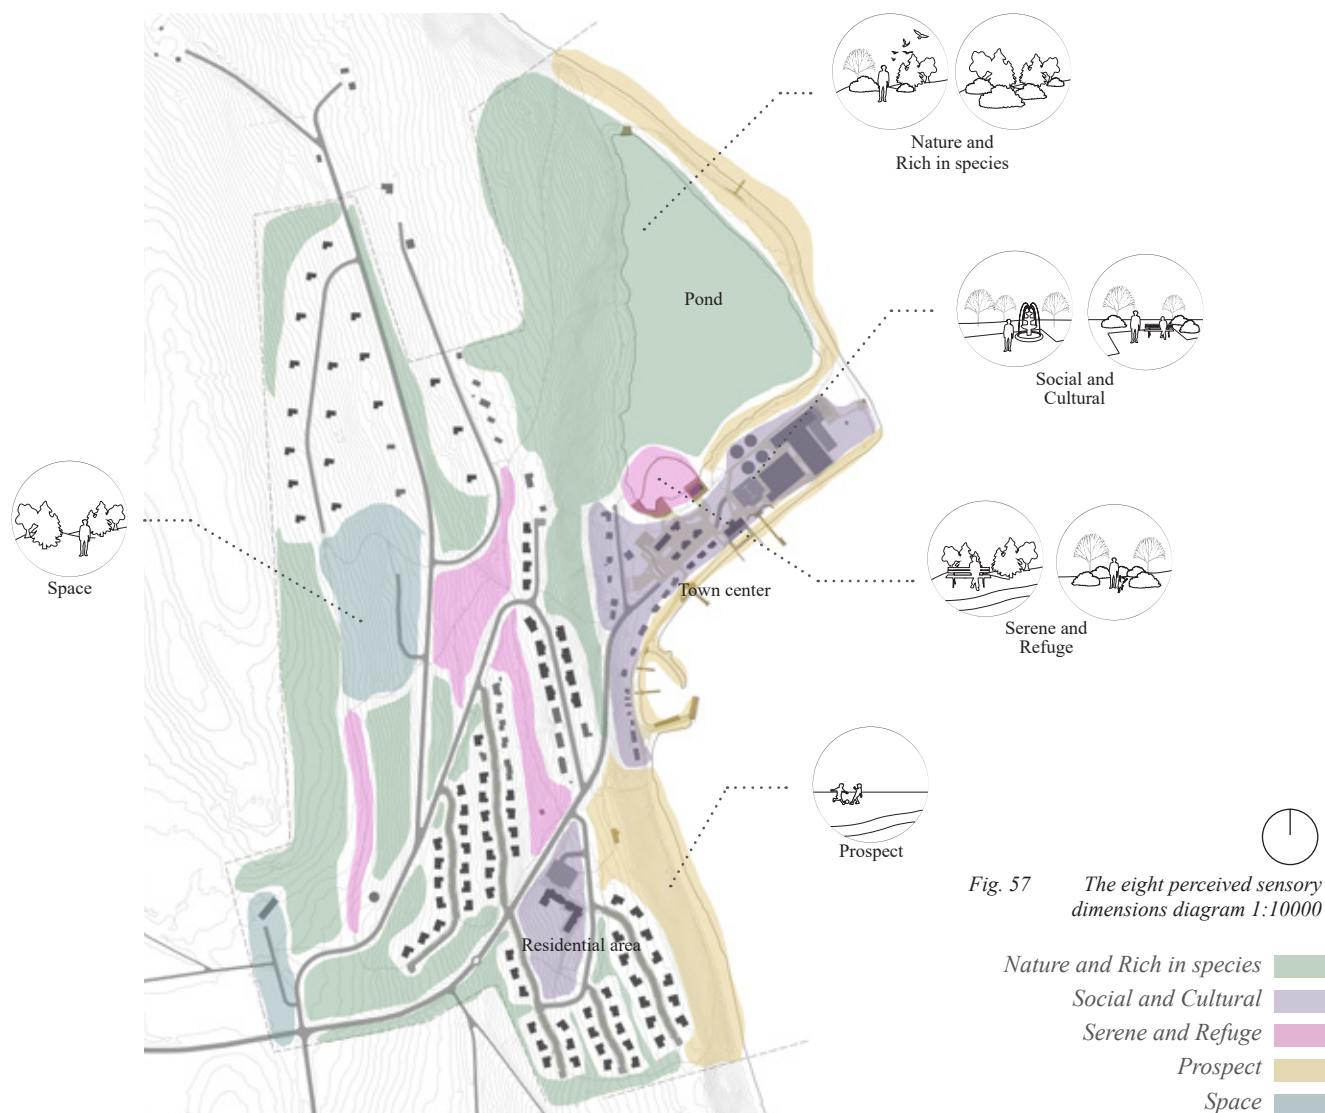 Nature and
Rich in species
Pond
Social and
Cultural
Space
Town center
Serene and
Refuge
Prospect
Residential area
Fig. 57 The eight perceived sensory
dimensions diagram 1:10000
Nature and Rich in species
Social and Cultural
Serene and Refuge
Prospect
Space